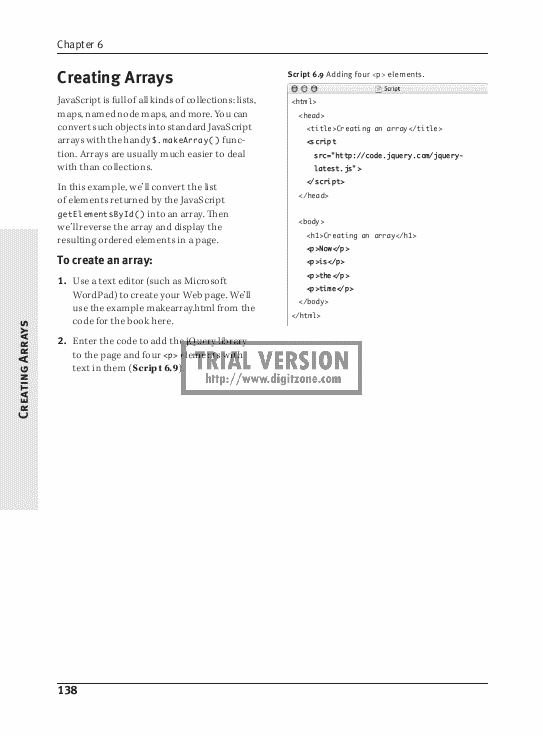 Chapter 6
Creating Arrays
JavaScript is full of all kinds of collections: lists,
maps, named node maps, and more. You can
convert such objects into standard JavaScript
arrays with the handy $.makeArray() func-
tion. Arrays are usually much easier to deal
with than collections.
In this example, we'll convert the list
of elements returned by the JavaScript
getElementsById() into an array. Then
we'll reverse the array and display the
resulting ordered elements in a page.
To create an array:
1. Use a text editor (such as Microsoft
WordPad) to create your Web page. We'll
use the example makearray.html from the
code for the book here.
2. Enter the code to add the jQuery library
to the page and four <p> elements with
text in them (Script 6.9).
Script 6.9 Adding four <p> elements.
Script
<html>
<head>
<title>Creating an array</title>
<script
src="http://code.jquery.com/jquery-
latest.js">
</script>
</head>
<body>
<h1>Creating an array</h1>
<p>Now</p>
<p>is</p>
<p>the</p>
<p>time</p>
</body>
</html>
TRIAL VERSION
http://www.digitzone.com
Creating Arrays
138